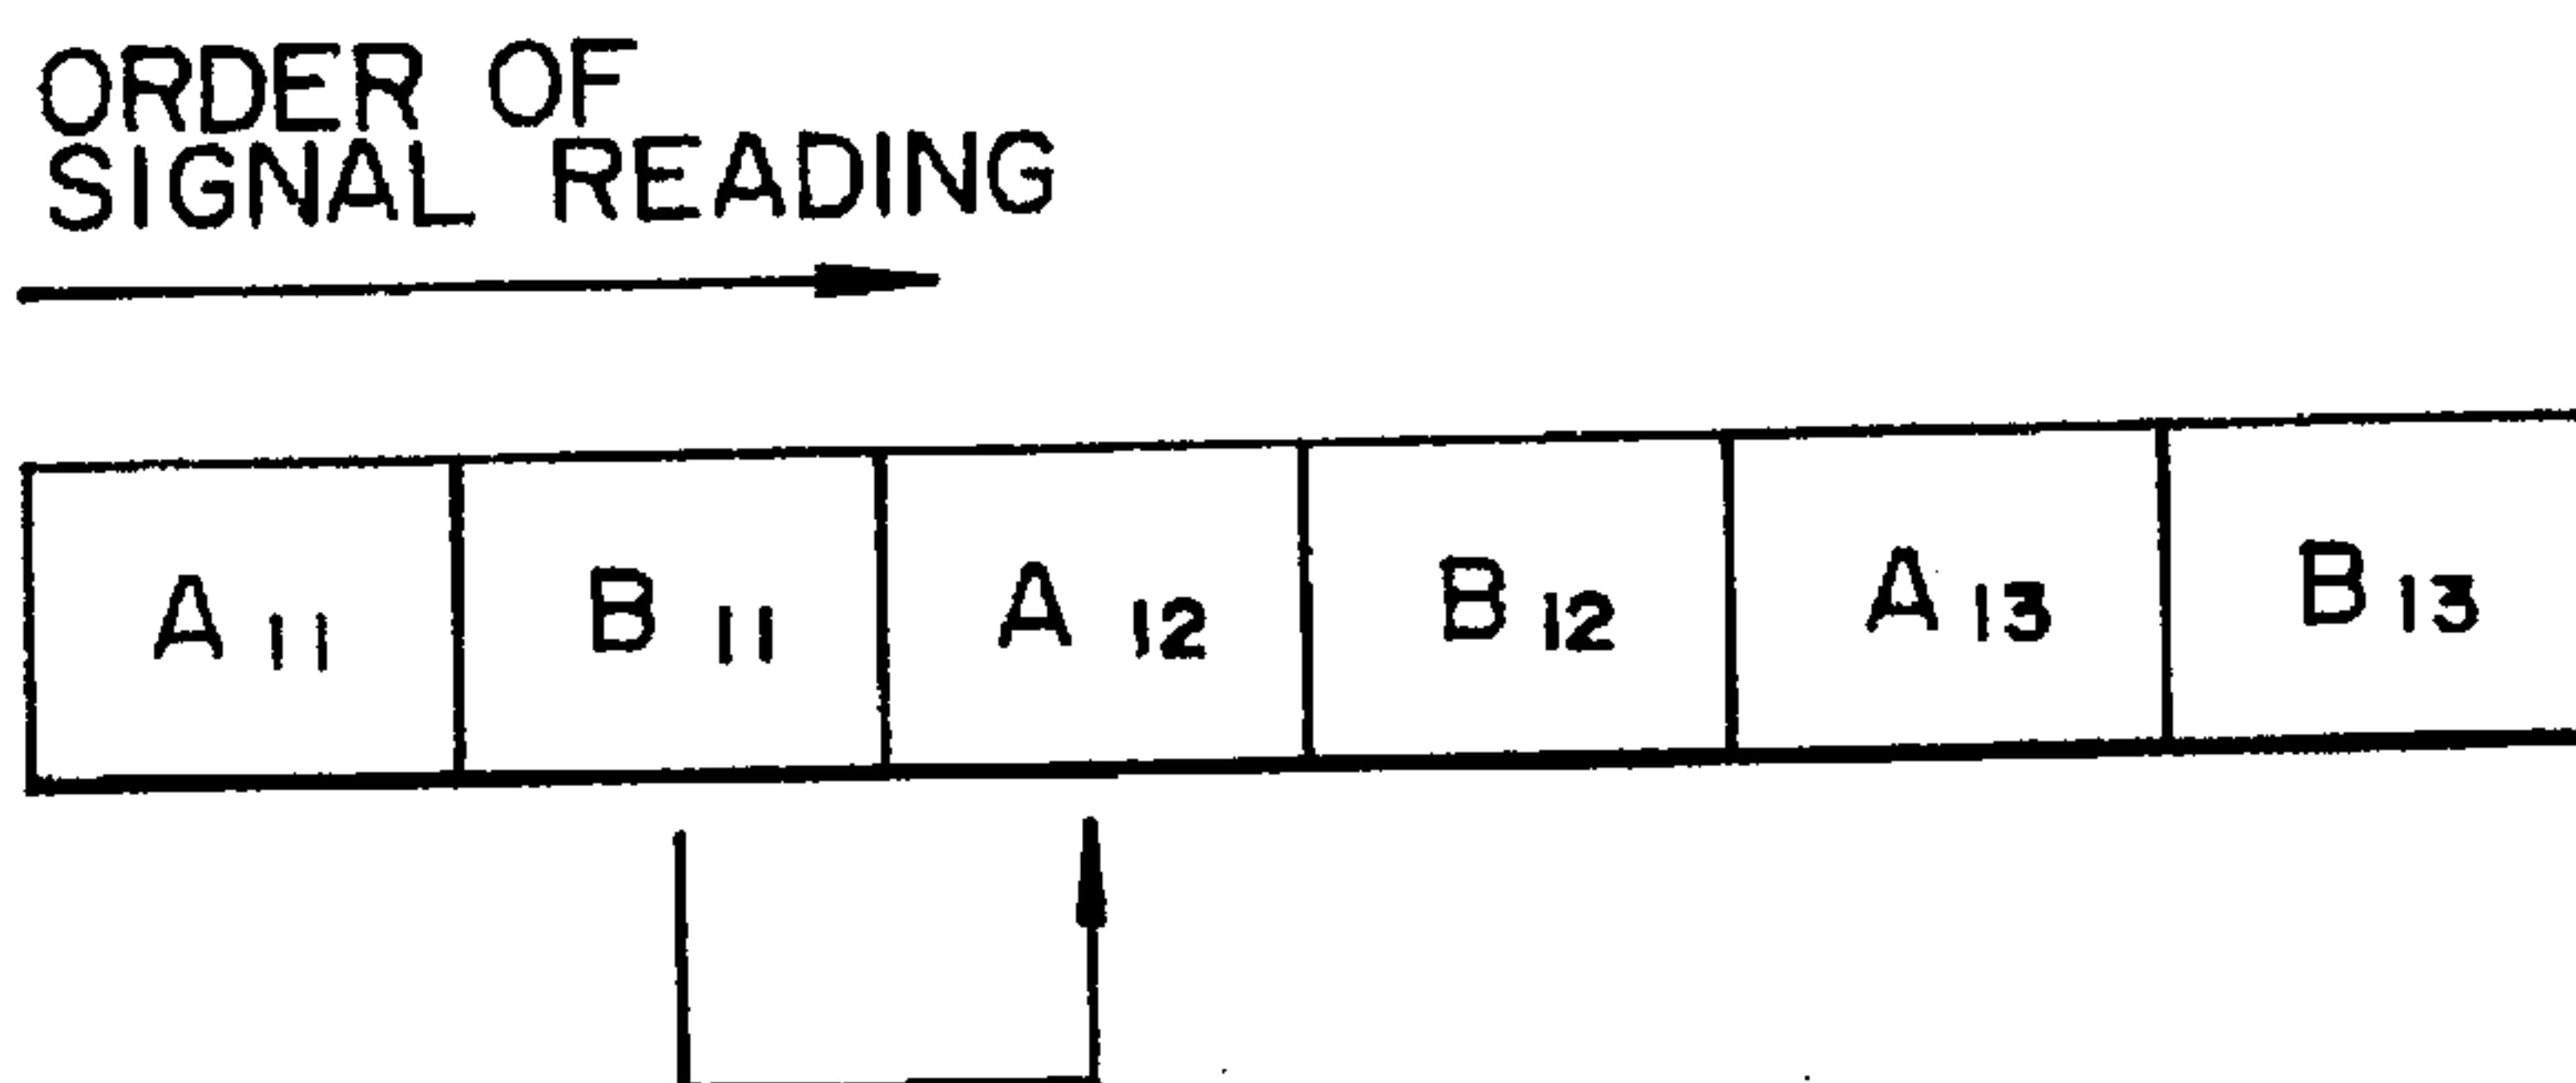 ORDER OF
SIGNAL READING
A₁₁ B₁₁ A₁₂ B₁₂ A₁₃ B₁₃